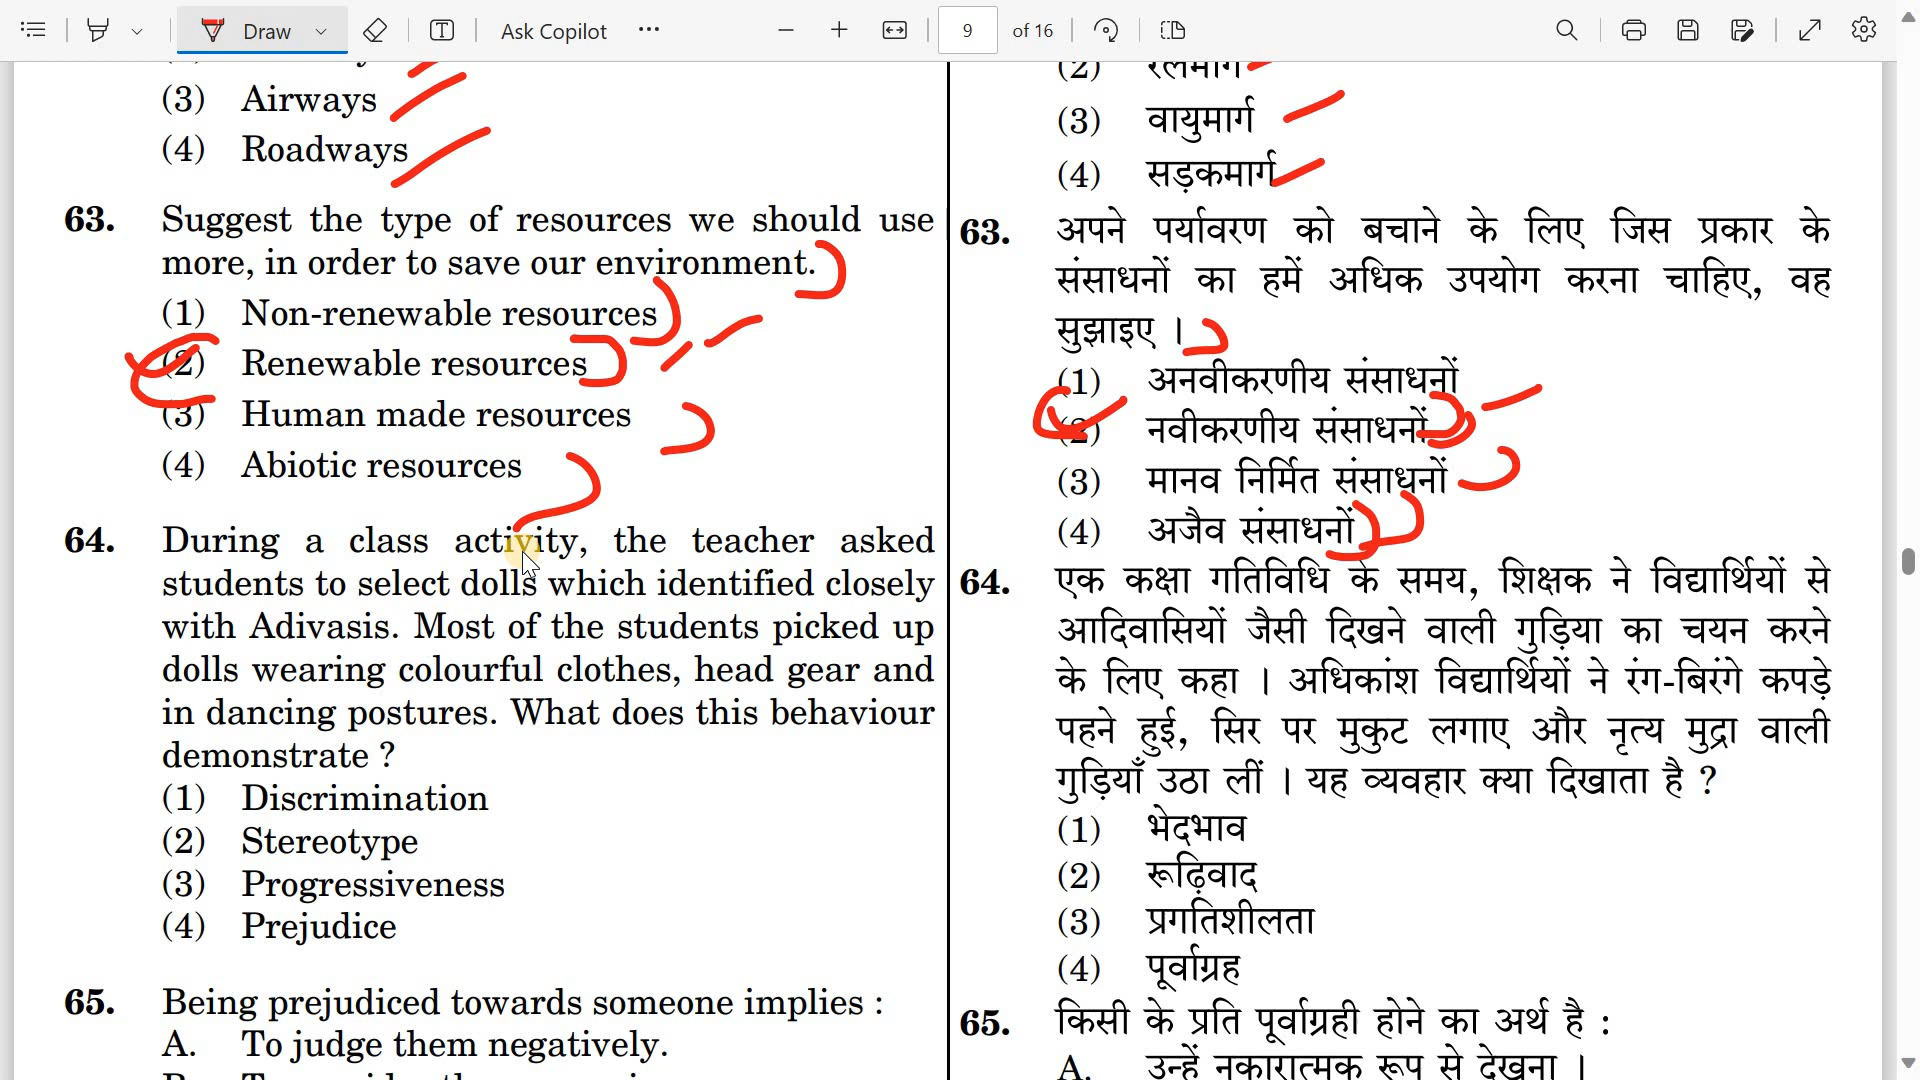 Draw
Ask Copilot
9 of 16
(3) Airways
(4) Roadways
63. Suggest the type of resources we should use
more, in order to save our environment.
(1) Non-renewable resources
(2) Renewable resources
(3) Human made resources
(4) Abiotic resources
64. During a class activity, the teacher asked
students to select dolls which identified closely
with Adivasis. Most of the students picked up
dolls wearing colourful clothes, head gear and
in dancing postures. What does this behaviour
demonstrate ?
(1) Discrimination
(2) Stereotype
(3) Progressiveness
(4) Prejudice
65. Being prejudiced towards someone implies :
A. To judge them negatively.
(2) रेलमार्ग
(3) वायुमार्ग
(4) सड़कमार्ग
63. अपने पर्यावरण को बचाने के लिए जिस प्रकार के
संसाधनों का हमें अधिक उपयोग करना चाहिए, वह
सुझाइए ।
(1) अनवीकरणीय संसाधनों
(2) नवीकरणीय संसाधनों
(3) मानव निर्मित संसाधनों
(4) अजैव संसाधनों
64. एक कक्षा गतिविधि के समय, शिक्षक ने विद्यार्थियों से
आदिवासियों जैसी दिखने वाली गुड़िया का चयन करने
के लिए कहा । अधिकांश विद्यार्थियों ने रंग-बिरंगे कपड़े
पहने हुई, सिर पर मुकुट लगाए और नृत्य मुद्रा वाली
गुड़ियाँ उठा लीं । यह व्यवहार क्या दिखाता है ?
(1) भेदभाव
(2) रूढ़िवाद
(3) प्रगतिशीलता
(4) पूर्वाग्रह
65. किसी के प्रति पूर्वाग्रही होने का अर्थ है :
A. उन्हें नकारात्मक रूप से देखना ।